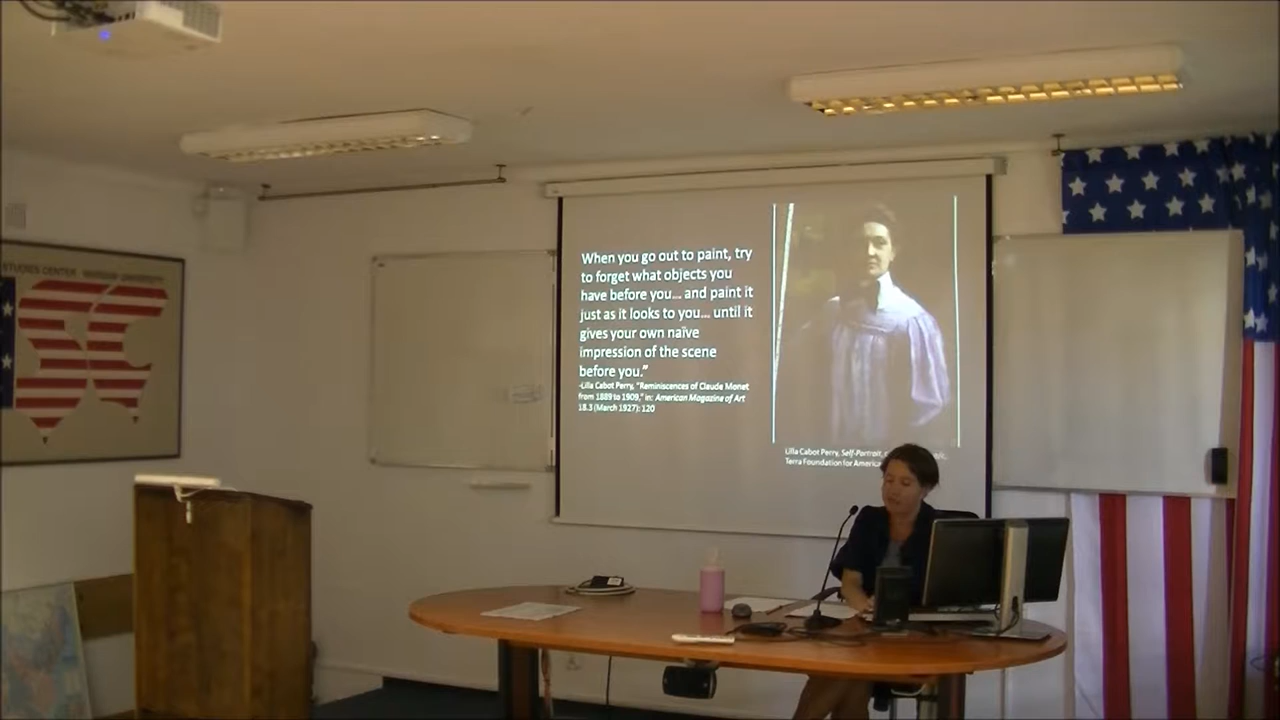 STUDIES CENTER WARSAW UNIVERSITY
When you go out to paint, try
to forget what objects you
have before you... and paint it
just as it looks to you... until it
gives your own naïve
impression of the scene
before you."
-Lilla Cabot Perry, "Reminiscences of Claude Monet
from 1889 to 1909," in: American Magazine of Art
18.3 (March 1927): 120
Lilla Cabot Perry, Self-Portrait,
Terra Foundation for America